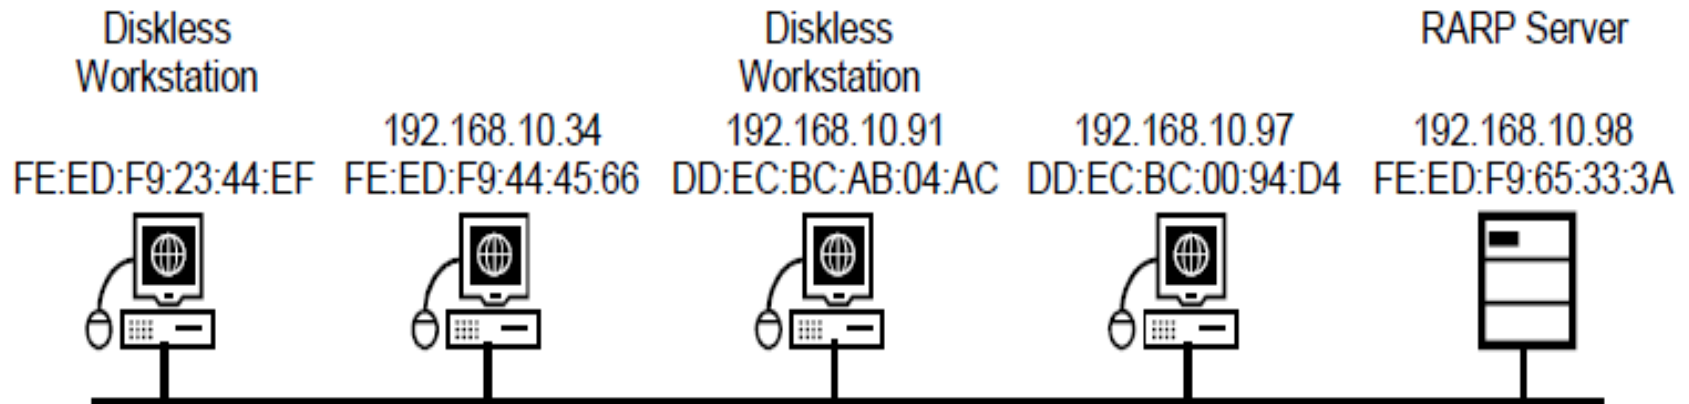 Diskless
Workstation
FE:ED:F9:23:44:EF
192.168.10.34
FE:ED:F9:44:45:66
Diskless
Workstation
192.168.10.91
DD:EC:BC:AB:04:AC
192.168.10.97
DD:EC:BC:00:94:D4
RARP Server
192.168.10.98
FE:ED:F9:65:33:3A